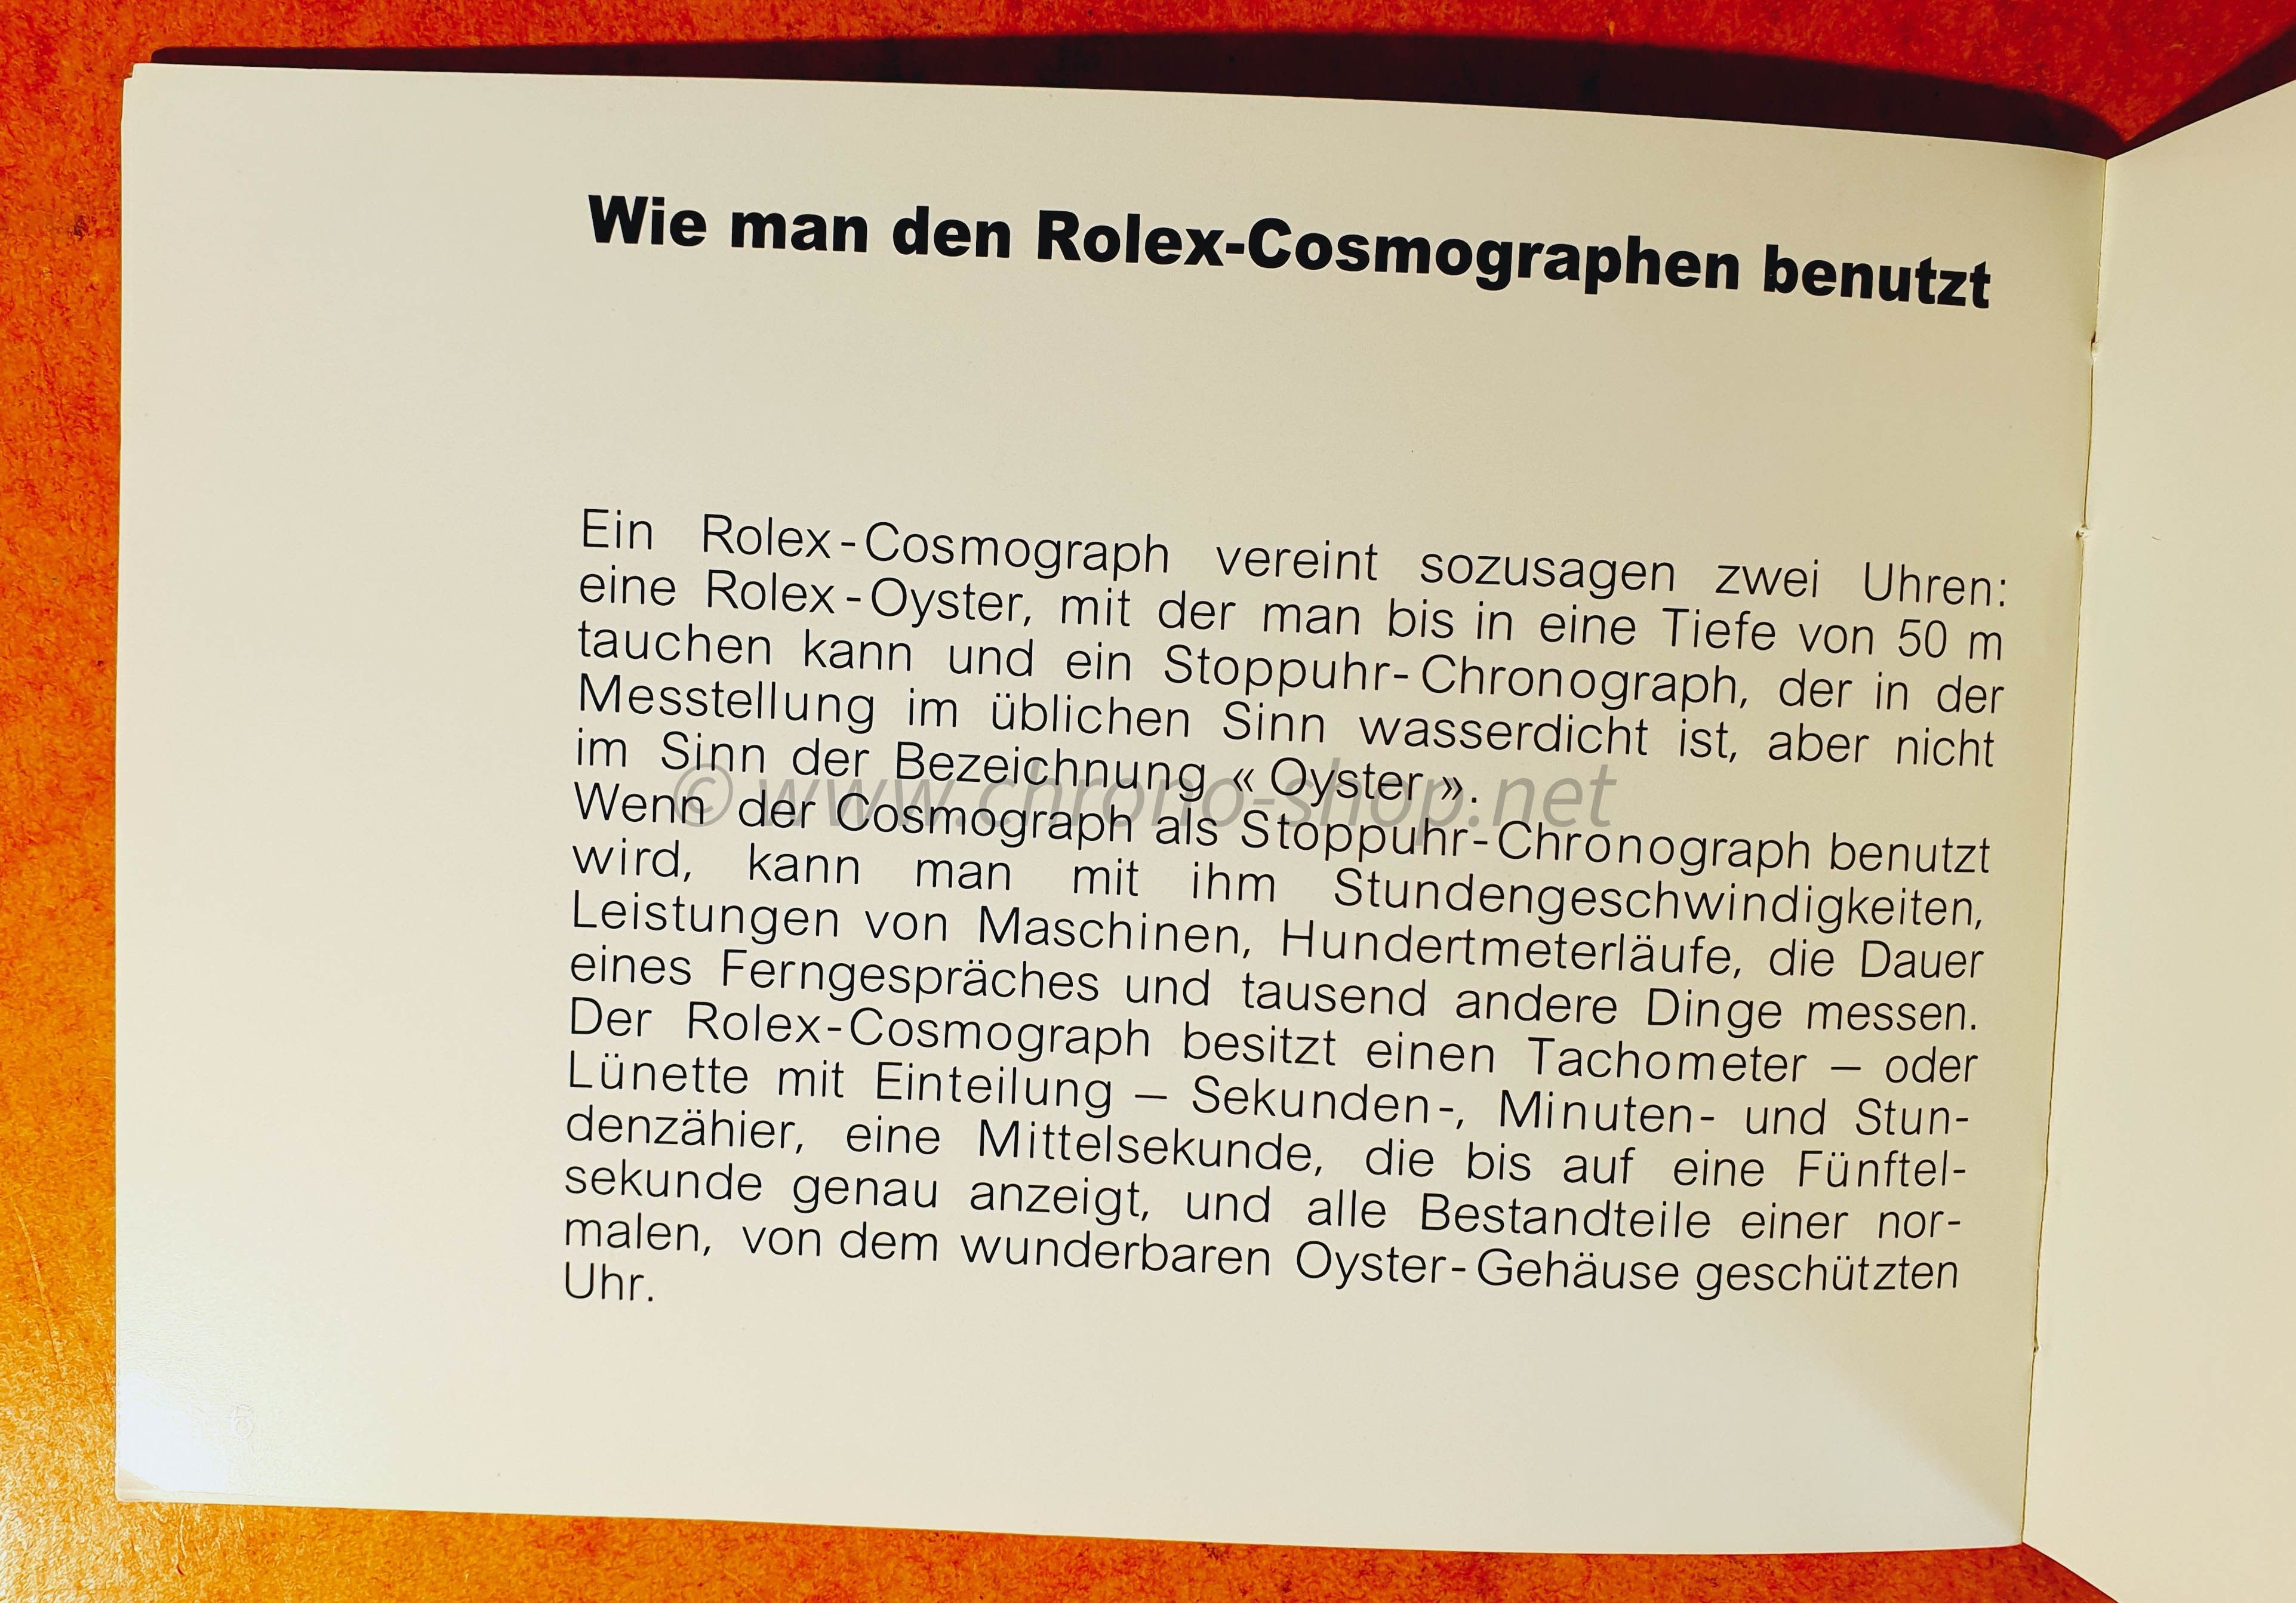 Wie man den Rolex-Cosmographen benutzt
Ein Rolex-Cosmograph vereint sozusagen zwei Uhren:
eine Rolex-Oyster, mit der man bis in eine Tiefe von 50 m
tauchen kann und ein Stoppuhr-Chronograph, der in der
Messtellung im üblichen Sinn wasserdicht ist, aber nicht
im Sinn der Bezeichnung « Oyster ».
© www.chrono-shop.net
Wenn der Cosmograph als Stoppuhr-Chronograph benutzt
wird, kann man mit ihm Stundengeschwindigkeiten,
Leistungen von Maschinen, Hundertmeterläufe, die Dauer
eines Ferngespräches und tausend andere Dinge messen.
Der Rolex-Cosmograph besitzt einen Tachometer – oder
Lünette mit Einteilung – Sekunden-, Minuten- und Stun-
denzähier, eine Mittelsekunde, die bis auf eine Fünftel-
sekunde genau anzeigt, und alle Bestandteile einer nor-
malen, von dem wunderbaren Oyster-Gehäuse geschützten
Uhr.